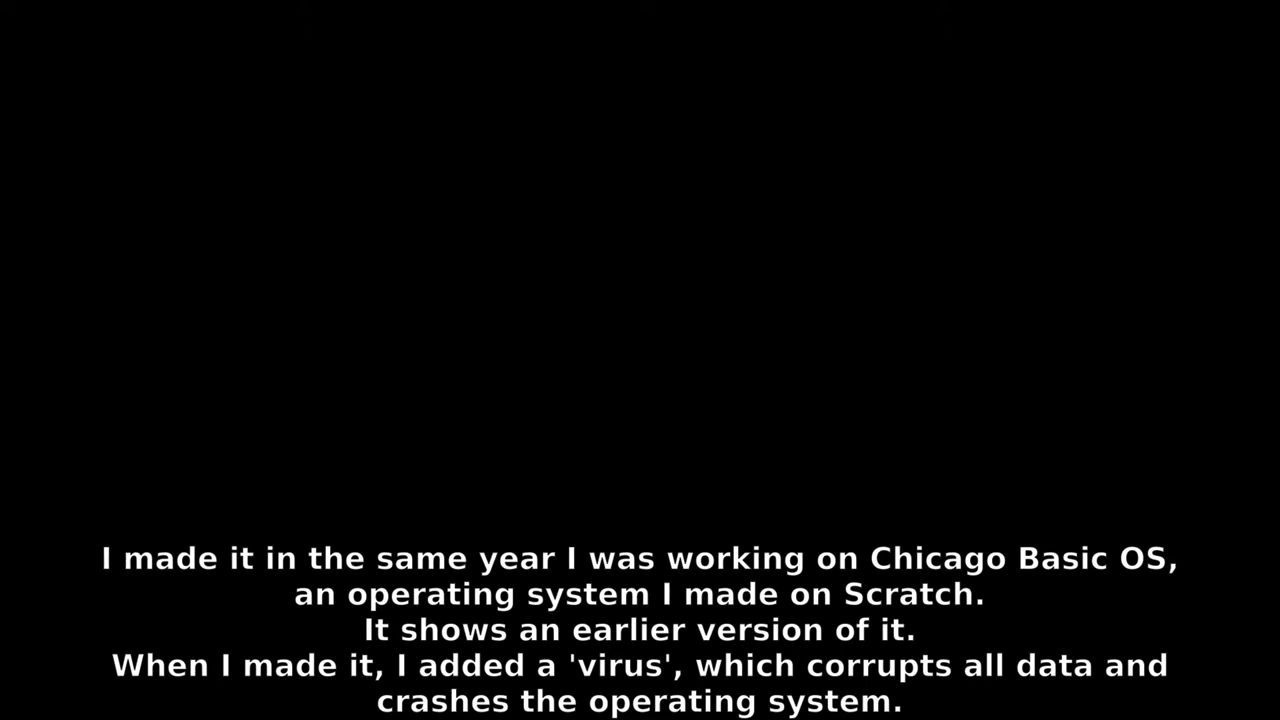 I made it in the same year I was working on Chicago Basic OS,
an operating system I made on Scratch.
It shows an earlier version of it.
When I made it, I added a 'virus', which corrupts all data and
crashes the operating system.